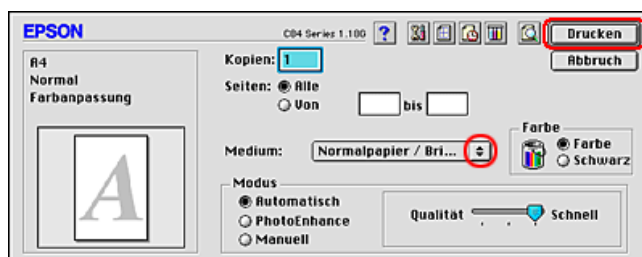 EPSON C84 Series 1.10G ? Drucken
A4
Normal
Farbanpassung
A
Kopien: 1 Abbruch
Seiten: Alle
Von bis
Medium: Normalpapier / Bri...
Farbe
Farbe
Schwarz
Modus
Automatisch
PhotoEnhance
Manuell
Qualität Schnell